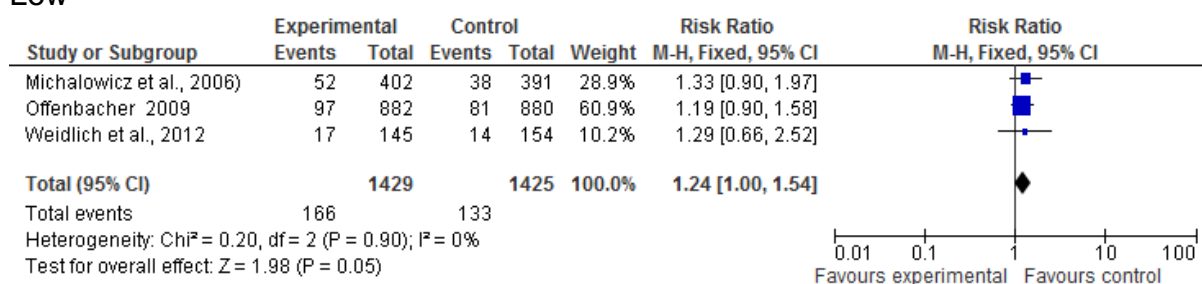 Low
Experimental Control Risk Ratio Risk Ratio
Study or Subgroup Events Total Events Total Weight M-H, Fixed, 95% CI M-H, Fixed, 95% CI
Michalowicz et al., 2006) 52 402 38 391 28.9% 1.33 [0.90, 1.97]
Offenbacher 2009 97 882 81 880 60.9% 1.19 [0.90, 1.58]
Weidlich et al., 2012 17 145 14 154 10.2% 1.29 [0.66, 2.52]
Total (95% CI) 1429 1425 100.0% 1.24 [1.00, 1.54]
Total events 166 133
Heterogeneity: Chi² = 0.20, df = 2 (P = 0.90); I² = 0%
Test for overall effect: Z = 1.98 (P = 0.05)
0.01 0.1 1 10 100
Favours experimental Favours control